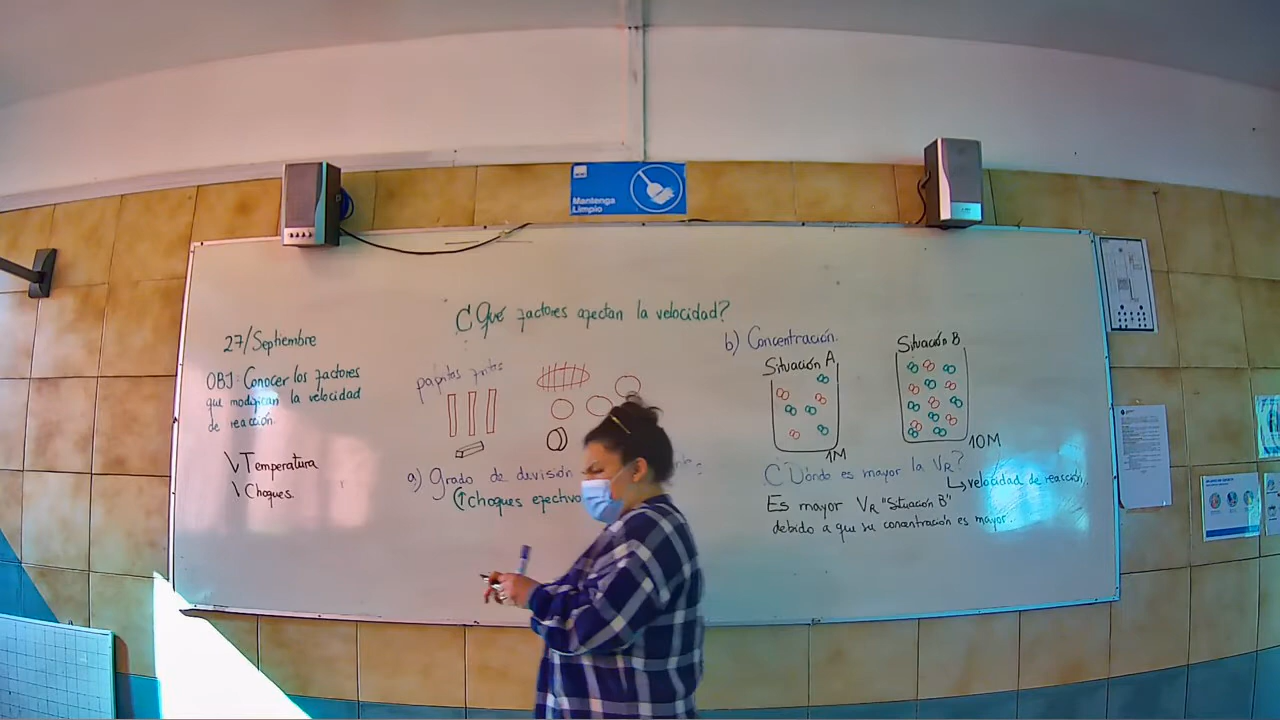 Mantenga
Limpio
¿Qué factores afectan la velocidad?
27/Septiembre
OBJ: Conocer los factores
que modifican la velocidad
de reacción.
↓Temperatura
↓ Choques
papitas fritas
a) Grado de división
(↑choques efectivo
b) Concentración.
Situación A
1M
Situación B
10M
¿Dónde es mayor la VR?
↳velocidad de reacción.
Es mayor VR "Situación B"
debido a que su concentración es mayor.